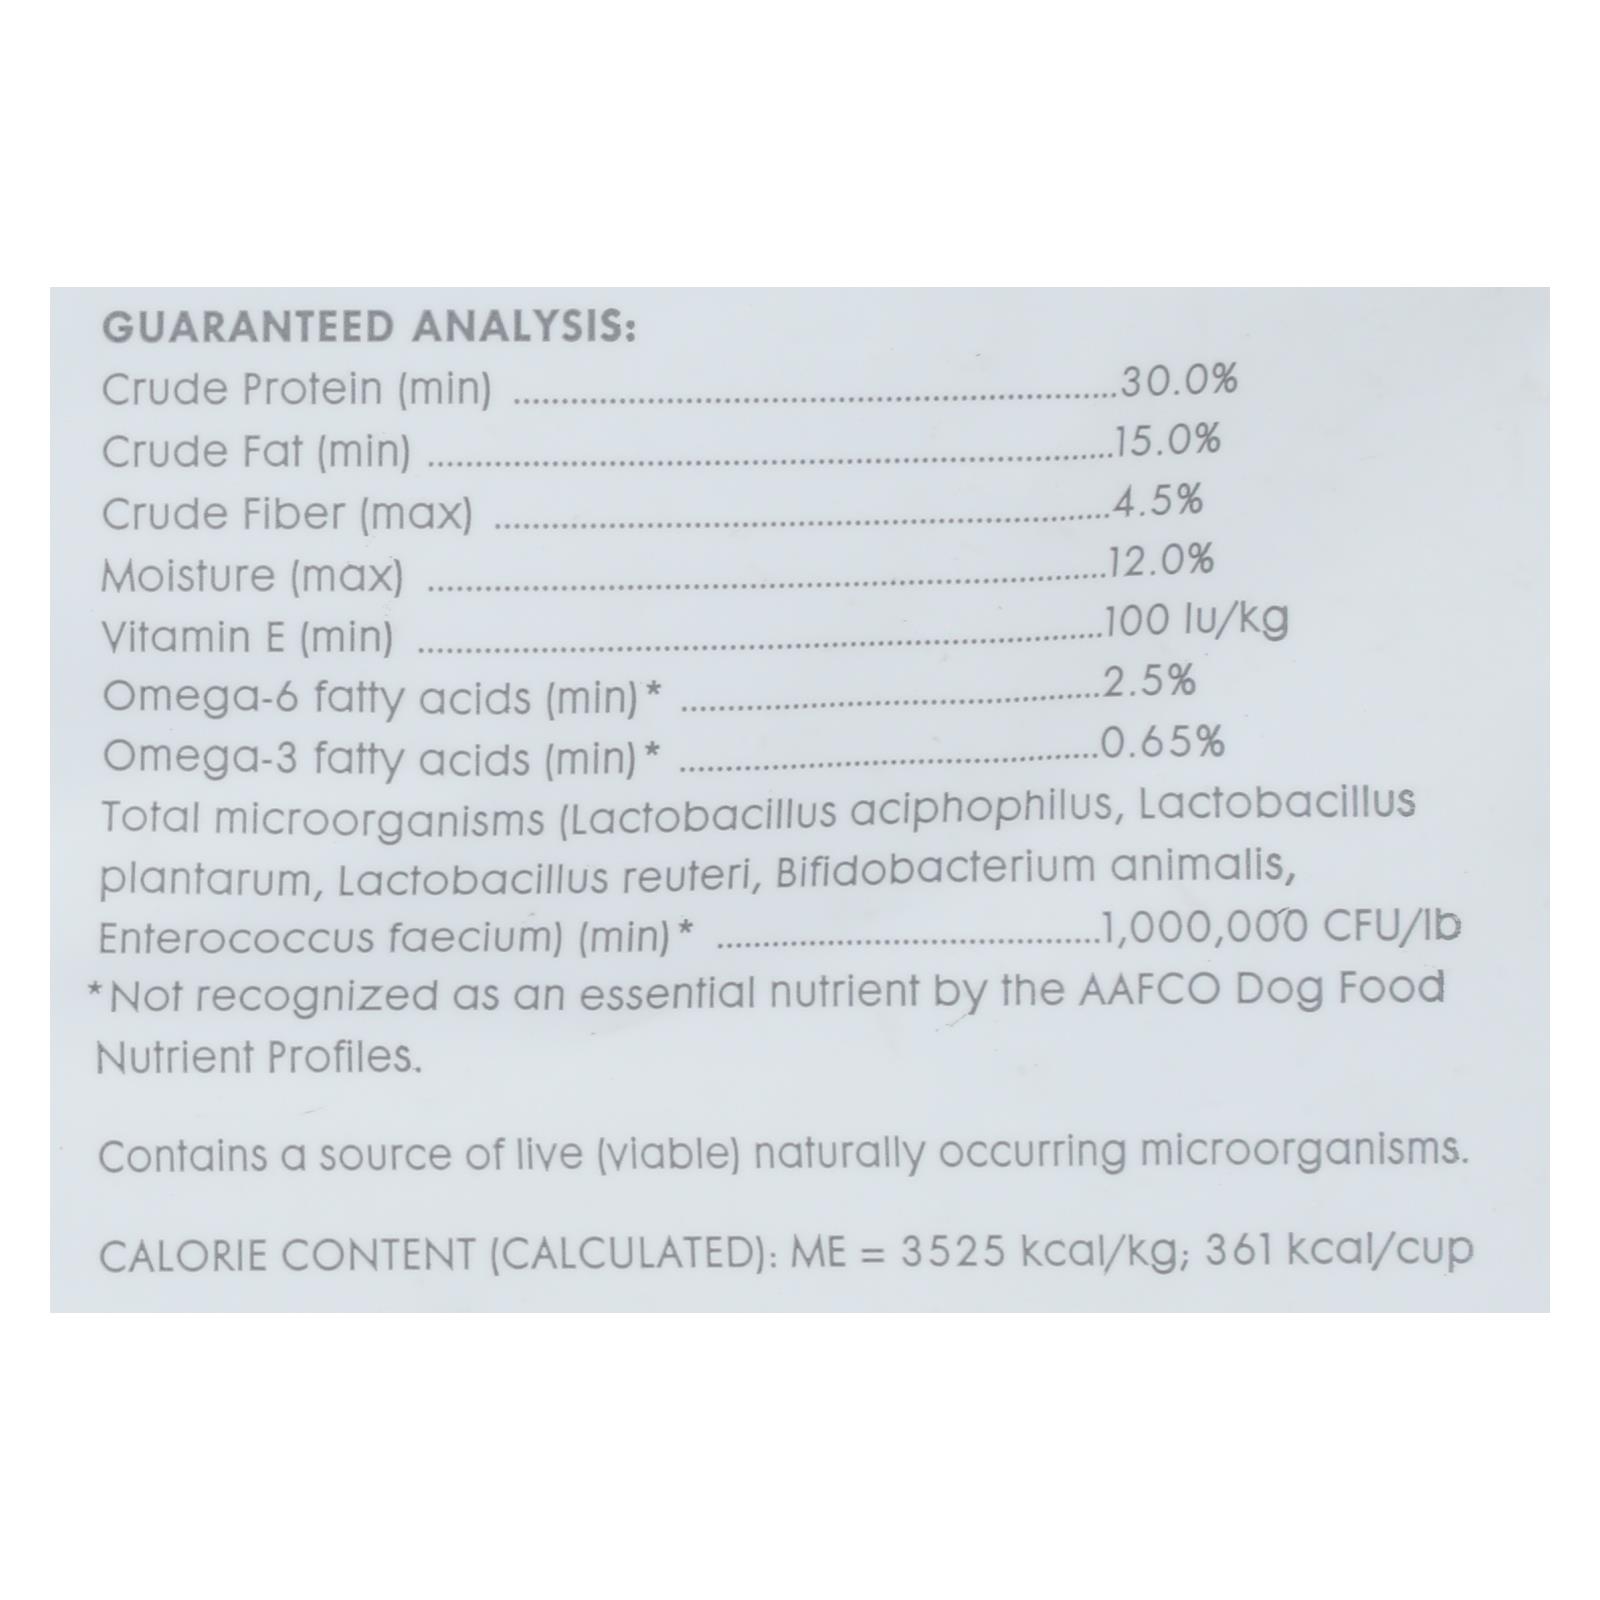 GUARANTEED ANALYSIS:
Crude Protein (min) ..........30.0%
Crude Fat (min) ..........15.0%
Crude Fiber (max) ..........4.5%
Moisture (max) ..........12.0%
Vitamin E (min) ..........100 Iu/kg
Omega-6 fatty acids (min)* ..........2.5%
Omega-3 fatty acids (min)* ..........0.65%
Total microorganisms (Lactobacillus aciphophilus, Lactobacillus
plantarum, Lactobacillus reuteri, Bifidobacterium animalis,
Enterococcus faecium) (min)* ..........1,000,000 CFU/lb
*Not recognized as an essential nutrient by the AAFCO Dog Food
Nutrient Profiles.
Contains a source of live (viable) naturally occurring microorganisms.
CALORIE CONTENT (CALCULATED): ME = 3525 kcal/kg; 361 kcal/cup